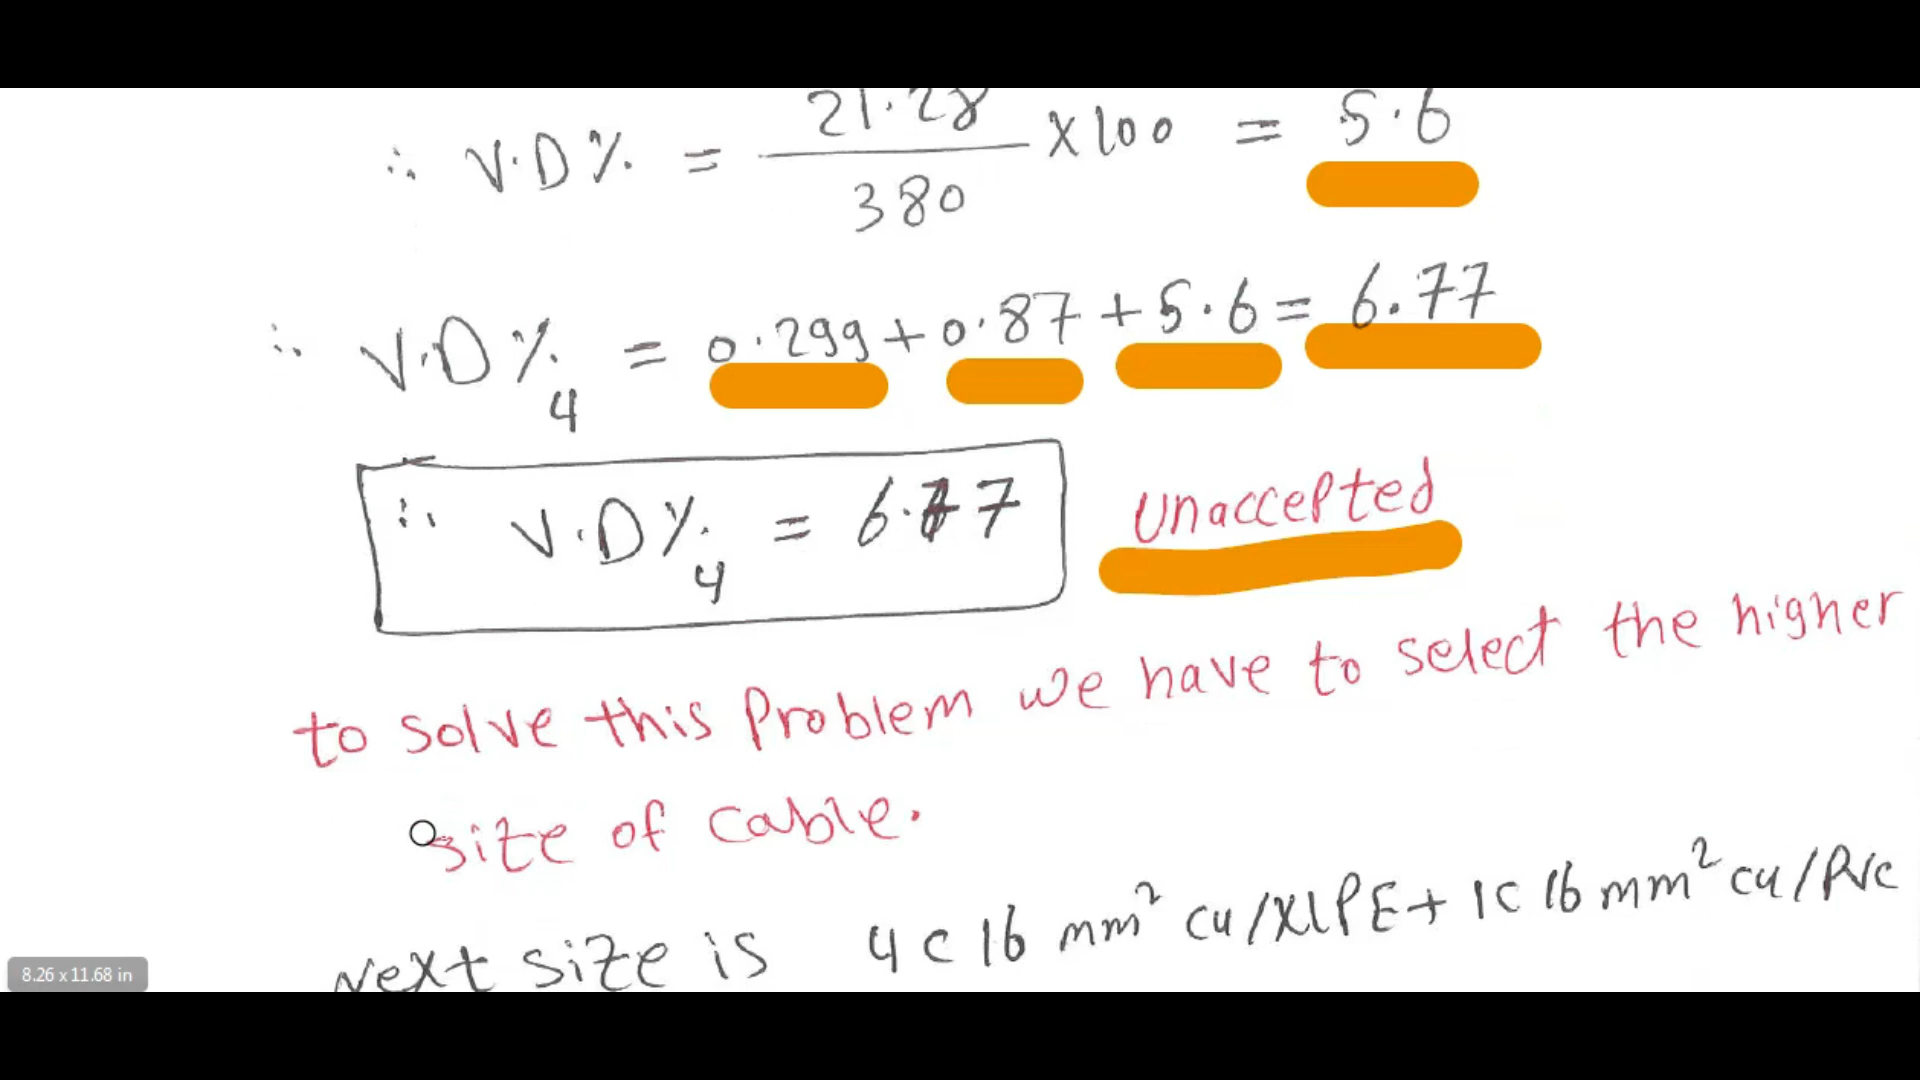 ∴ V.D% = 21.28 / 380 × 100 = 5.6
∴ V.D%4 = 0.299 + 0.87 + 5.6 = 6.77
∴ V.D%4 = 6.77 Unaccepted
to solve this Problem we have to select the higher
size of cable.
Next size is 4C 16 mm² cu/XLPE + 1C 16 mm² cu/PVC
8.26 x 11.68 in